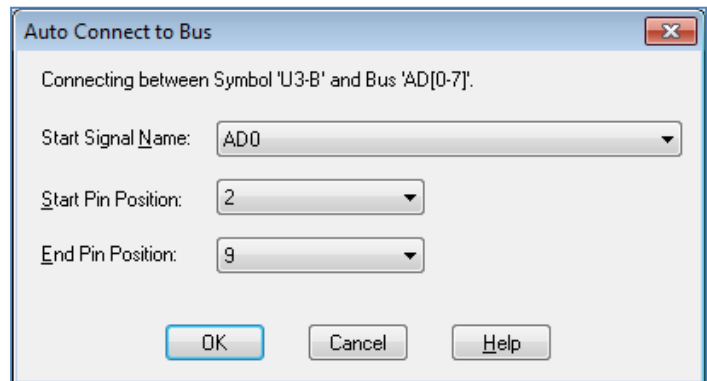 Auto Connect to Bus
Connecting between Symbol 'U3-B' and Bus 'AD[0-7]'.
Start Signal Name: AD0
Start Pin Position: 2
End Pin Position: 9
OK Cancel Help